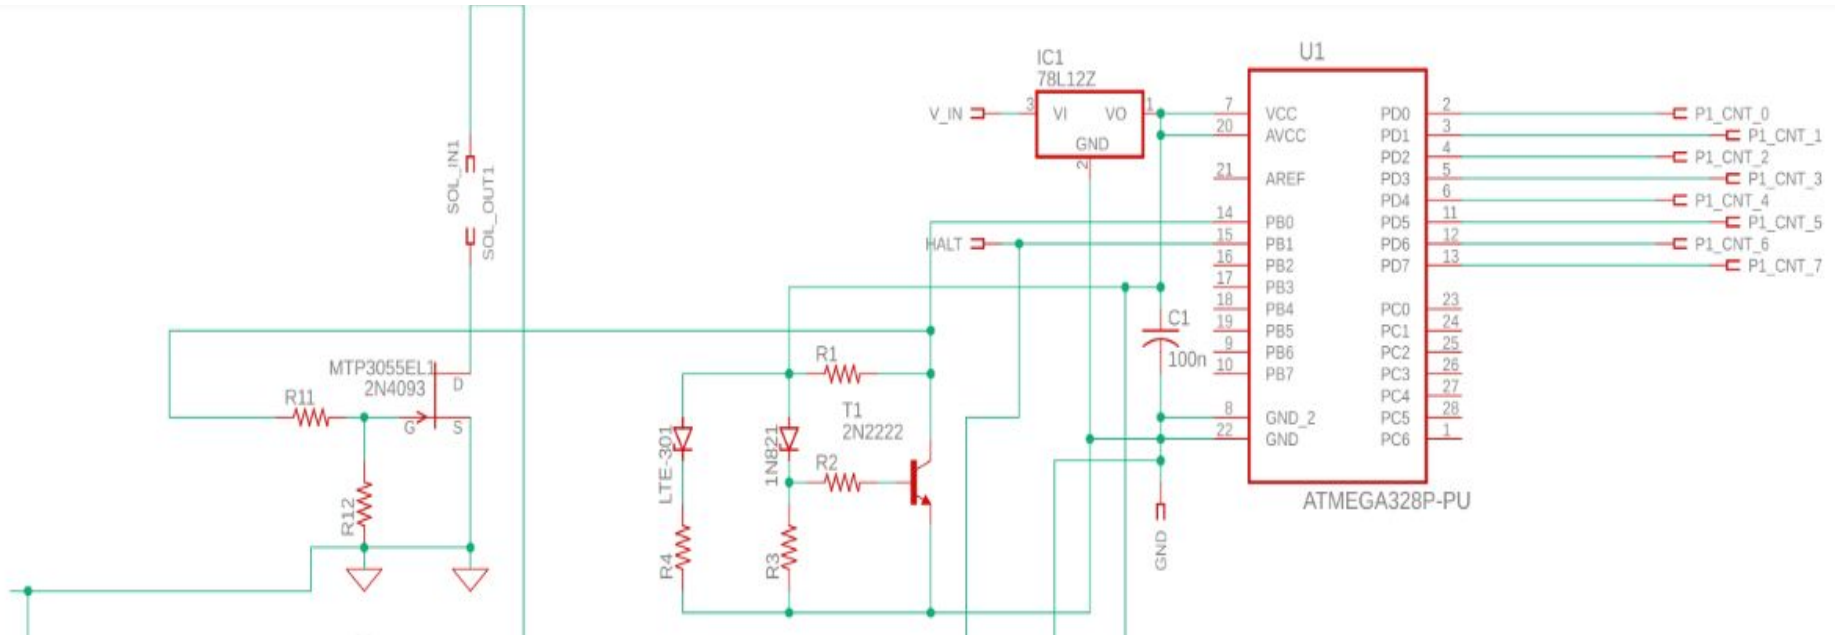 U1
IC1
78L12Z
V_IN
3
VI
VO
1
GND
2
7
VCC
20
AVCC
21
AREF
14
PB0
15
PB1
16
PB2
17
PB3
18
PB4
19
PB5
9
PB6
10
PB7
8
GND_2
22
GND
PD0
2
P1_CNT_0
PD1
3
P1_CNT_1
PD2
4
P1_CNT_2
PD3
5
P1_CNT_3
PD4
6
P1_CNT_4
PD5
11
P1_CNT_5
PD6
12
P1_CNT_6
PD7
13
P1_CNT_7
PC0
23
PC1
24
PC2
25
PC3
26
PC4
27
PC5
28
PC6
1
ATMEGA328P-PU
HALT
C1
100n
GND
SOL_IN1
SOL_OUT1
MTP3055EL1
2N4093
D
G
S
R11
R12
R1
T1
2N2222
R2
LTE-301
1N821
R4
R3